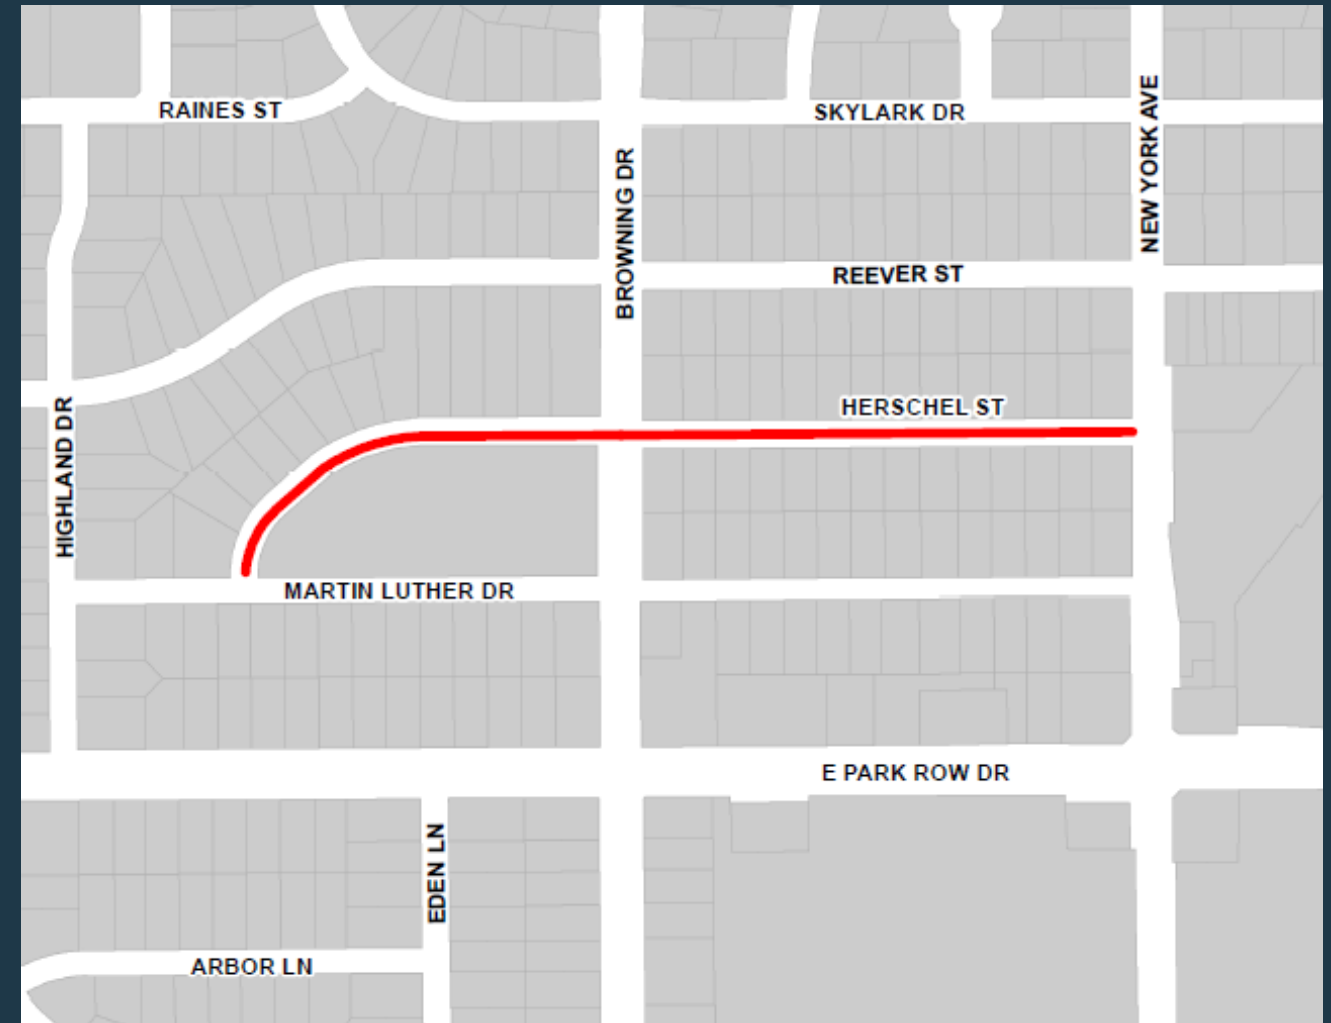 RAINES ST
SKYLARK DR
NEW YORK AVE
BROWNING DR
REEVER ST
HIGHLAND DR
HERSCHEL ST
MARTIN LUTHER DR
E PARK ROW DR
EDEN LN
ARBOR LN